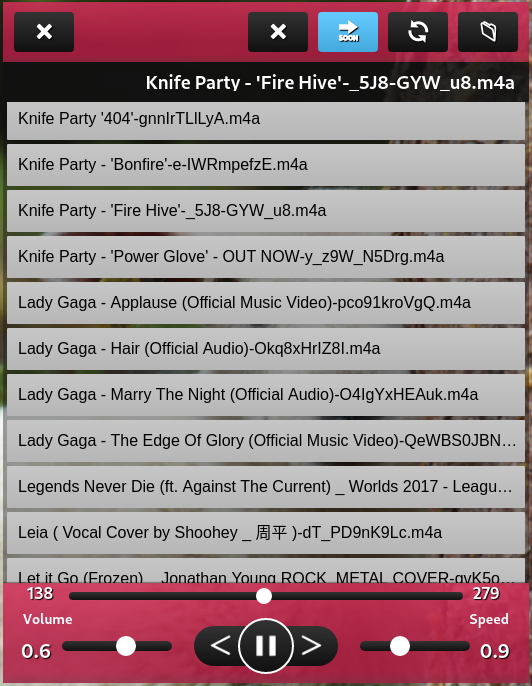 SOON
Knife Party - 'Fire Hive'-_5J8-GYW_u8.m4a
Knife Party '404'-gnnIrTLlLyA.m4a
Knife Party - 'Bonfire'-e-IWRmpefzE.m4a
Knife Party - 'Fire Hive'-_5J8-GYW_u8.m4a
Knife Party - 'Power Glove' - OUT NOW-y_z9W_N5Drg.m4a
Lady Gaga - Applause (Official Music Video)-pco91kroVgQ.m4a
Lady Gaga - Hair (Official Audio)-Okq8xHrIZ8I.m4a
Lady Gaga - Marry The Night (Official Audio)-O4IgYxHEAuk.m4a
Lady Gaga - The Edge Of Glory (Official Music Video)-QeWBS0JBN…
Legends Never Die (ft. Against The Current) _ Worlds 2017 - Leagu…
Leia ( Vocal Cover by Shoohey _ 周平 )-dT_PD9nK9Lc.m4a
Let it Go (Frozen) _ Jonathan Young ROCK_METAL COVER-qvK5o…
138 279
Volume Speed
0.6 < > 0.9